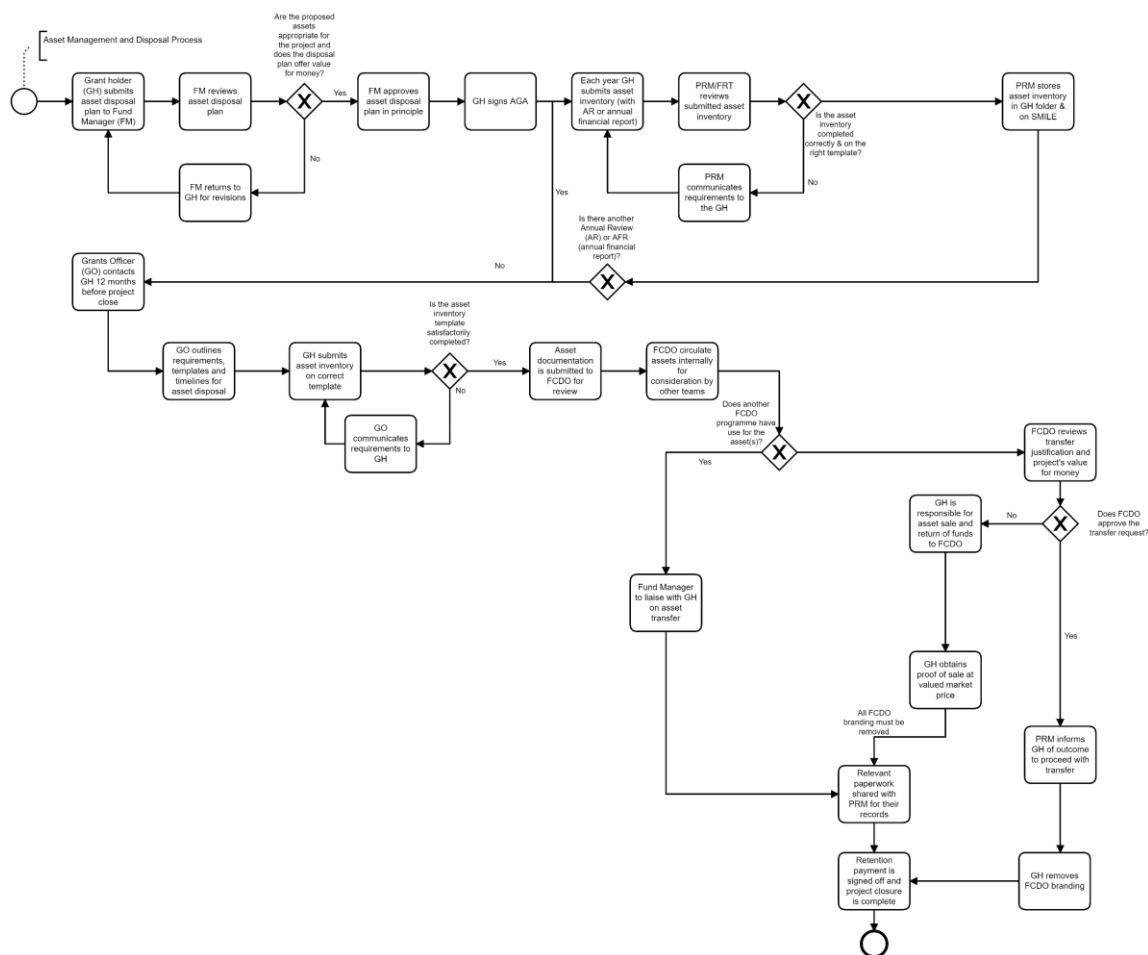 Asset Management and Disposal Process
Grant holder
(GH) submits
asset disposal
plan to Fund
Manager (FM)
FM reviews
asset disposal
plan
Are the proposed
assets
appropriate for
the project and
does the disposal
plan offer value
for money?
X
Yes
No
FM returns to
GH for revisions
FM approves
asset disposal
plan in principle
GH signs AGA
Each year GH
submits asset
inventory (with
AR or annual
financial report)
PRM/FRT
reviews
submitted asset
inventory
X
Is the asset
inventory
completed
correctly & on the
right template?
No
PRM
communicates
requirements to
the GH
PRM stores
asset inventory
in GH folder &
on SMILE
Yes
Is there another
Annual Review
(AR) or AFR
(annual financial
report)?
X
No
Grants Officer
(GO) contacts
GH 12 months
before project
close
GO outlines
requirements,
templates and
timelines for
asset disposal
GH submits
asset inventory
on correct
template
Is the asset
inventory
template
satisfactorily
completed?
X
Yes
No
GO
communicates
requirements to
GH
Asset
documentation
is submitted to
FCDO for
review
FCDO circulate
assets internally
for
consideration by
other teams
Does another
FCDO
programme have
use for the
asset(s)?
X
Yes
FCDO reviews
transfer
justification and
project's value
for money
X
Does FCDO
approve the
transfer request?
No
GH is
responsible for
asset sale and
return of funds
to FCDO
Fund Manager
to liaise with GH
on asset
transfer
Yes
GH obtains
proof of sale at
valued market
price
All FCDO
branding must be
removed
PRM informs
GH of outcome
to proceed with
transfer
Relevant
paperwork
shared with
PRM for their
records
Retention
payment is
signed off and
project closure
is complete
GH removes
FCDO branding